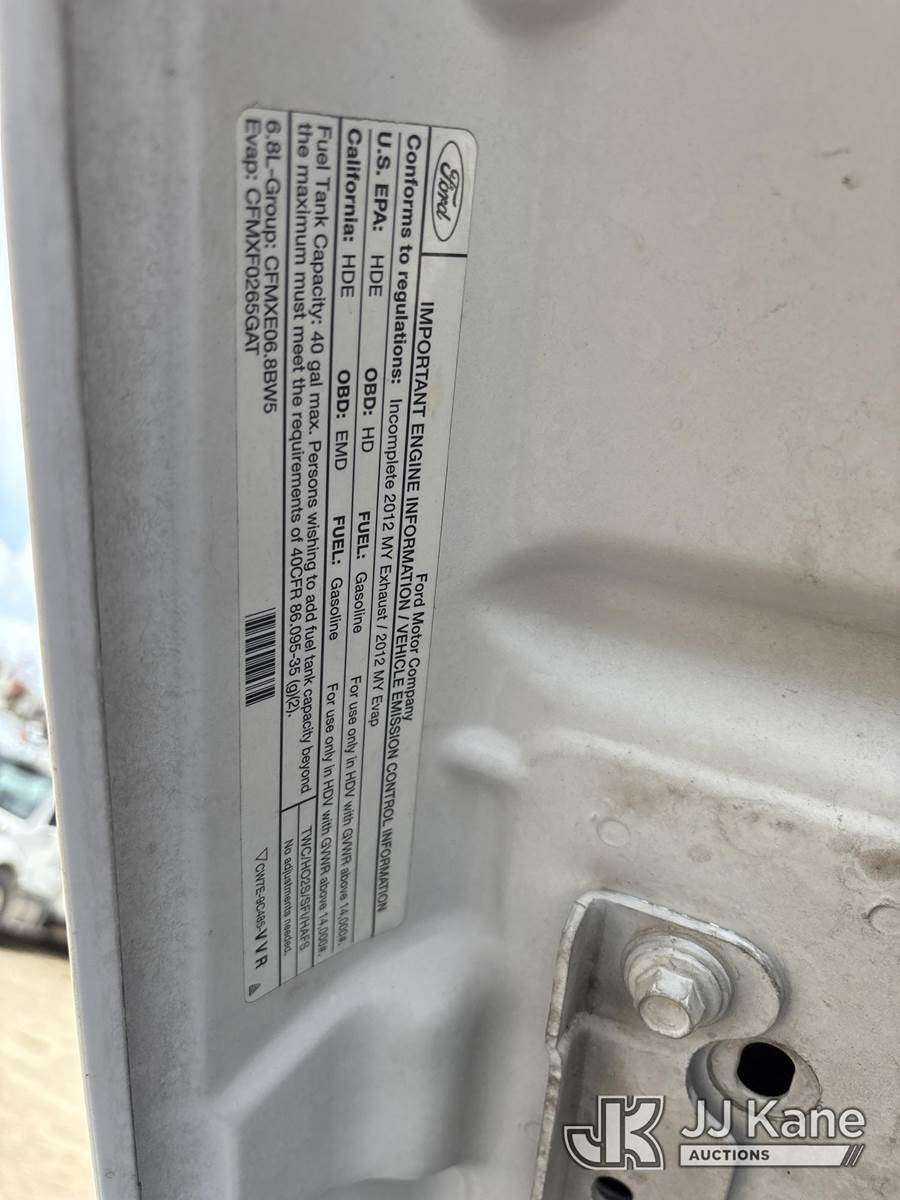 Ford
Ford Motor Company
IMPORTANT ENGINE INFORMATION / VEHICLE EMISSION CONTROL INFORMATION
Conforms to regulations: Incomplete 2012 MY Exhaust / 2012 MY Evap
U.S. EPA: HDE OBD: HD FUEL: Gasoline For use only in HDV with GVWR above 14,000#.
California: HDE OBD: EMD FUEL: Gasoline For use only in HDV with GVWR above 14,000#.
Fuel Tank Capacity: 40 gal max. Persons wishing to add fuel tank capacity beyond
the maximum must meet the requirements of 40CFR 86.095-35 (g)(2).
TWC/HO2S/SFI/HAFS
No adjustments needed.
6.8L-Group: CFMXE06.8BW5
Evap: CFMXF0265GAT
CW7E-9C485-VVR
JK JJ Kane
AUCTIONS